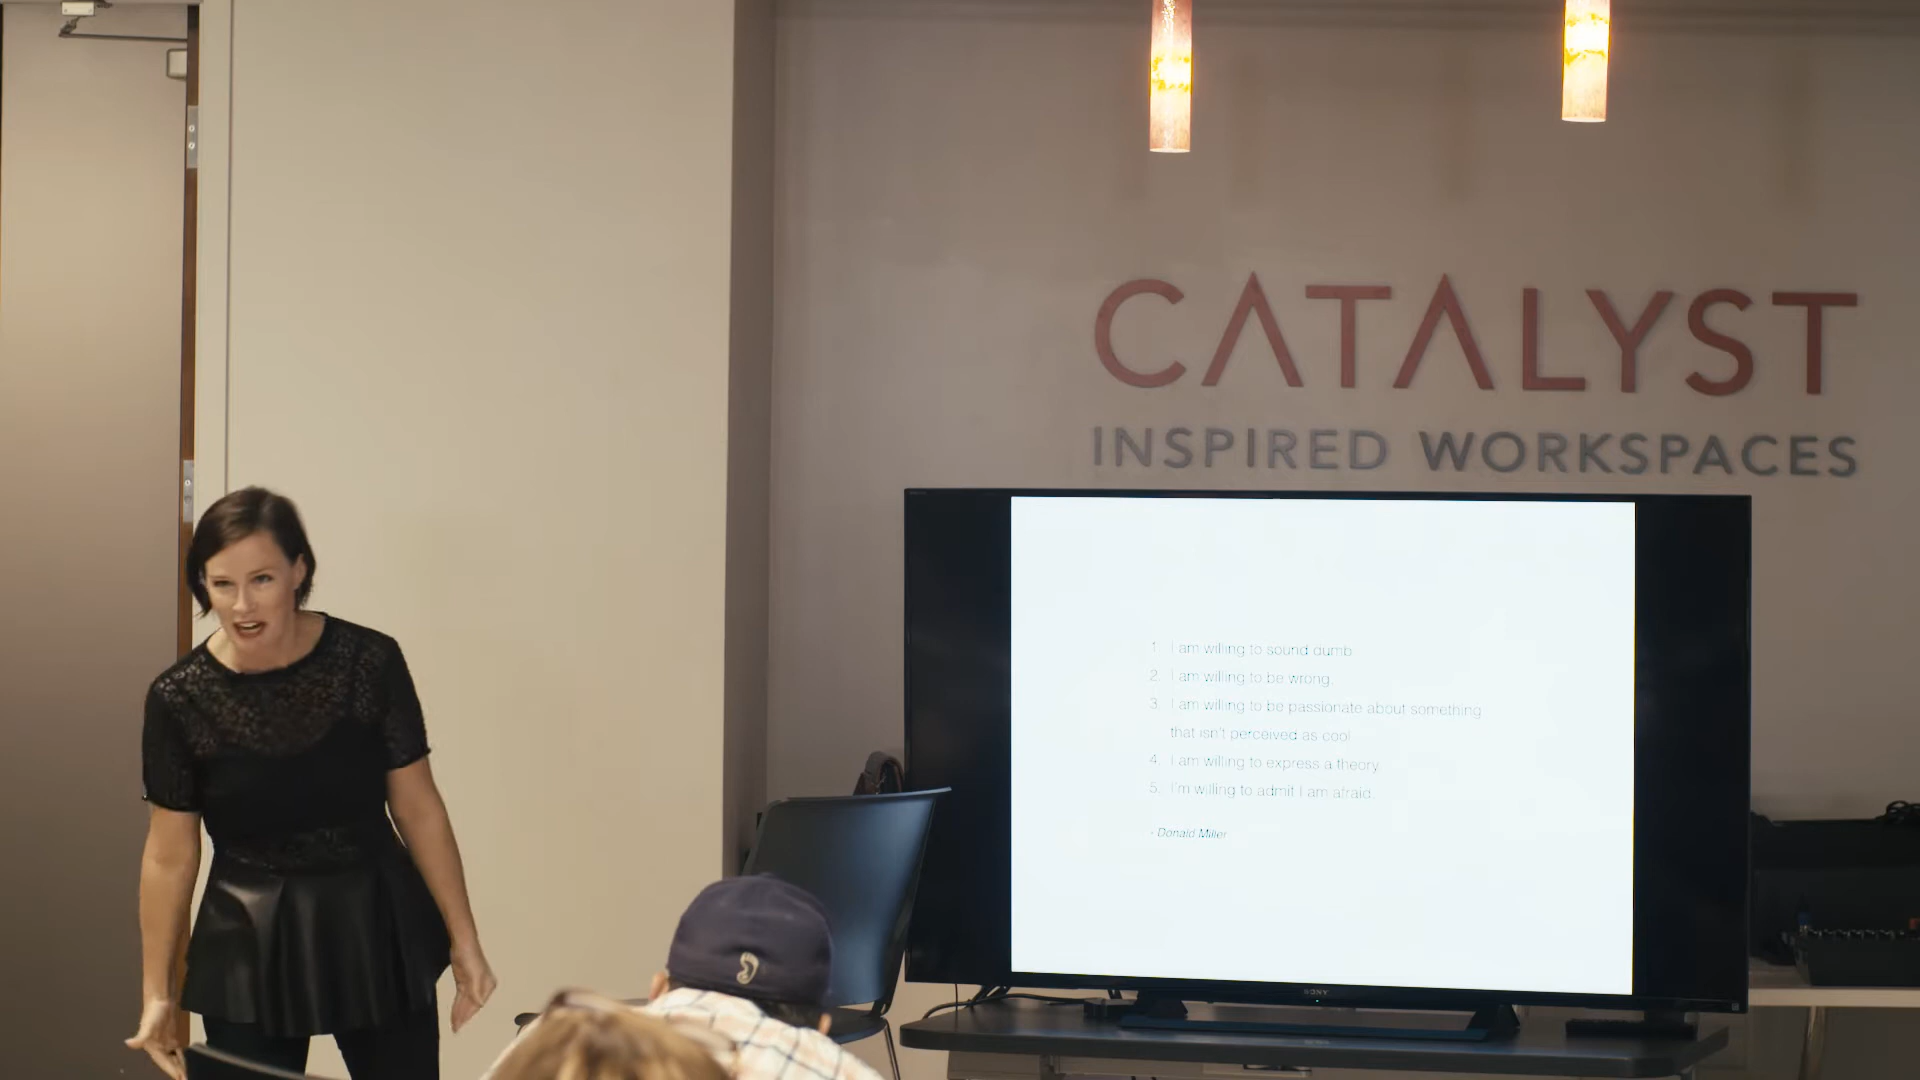 CATALYST
INSPIRED WORKSPACES
1. I am willing to sound dumb
2. I am willing to be wrong.
3. I am willing to be passionate about something
that isn't perceived as cool
4. I am willing to express a theory
5. I'm willing to admit I am afraid.
- Donald Miller
SONY